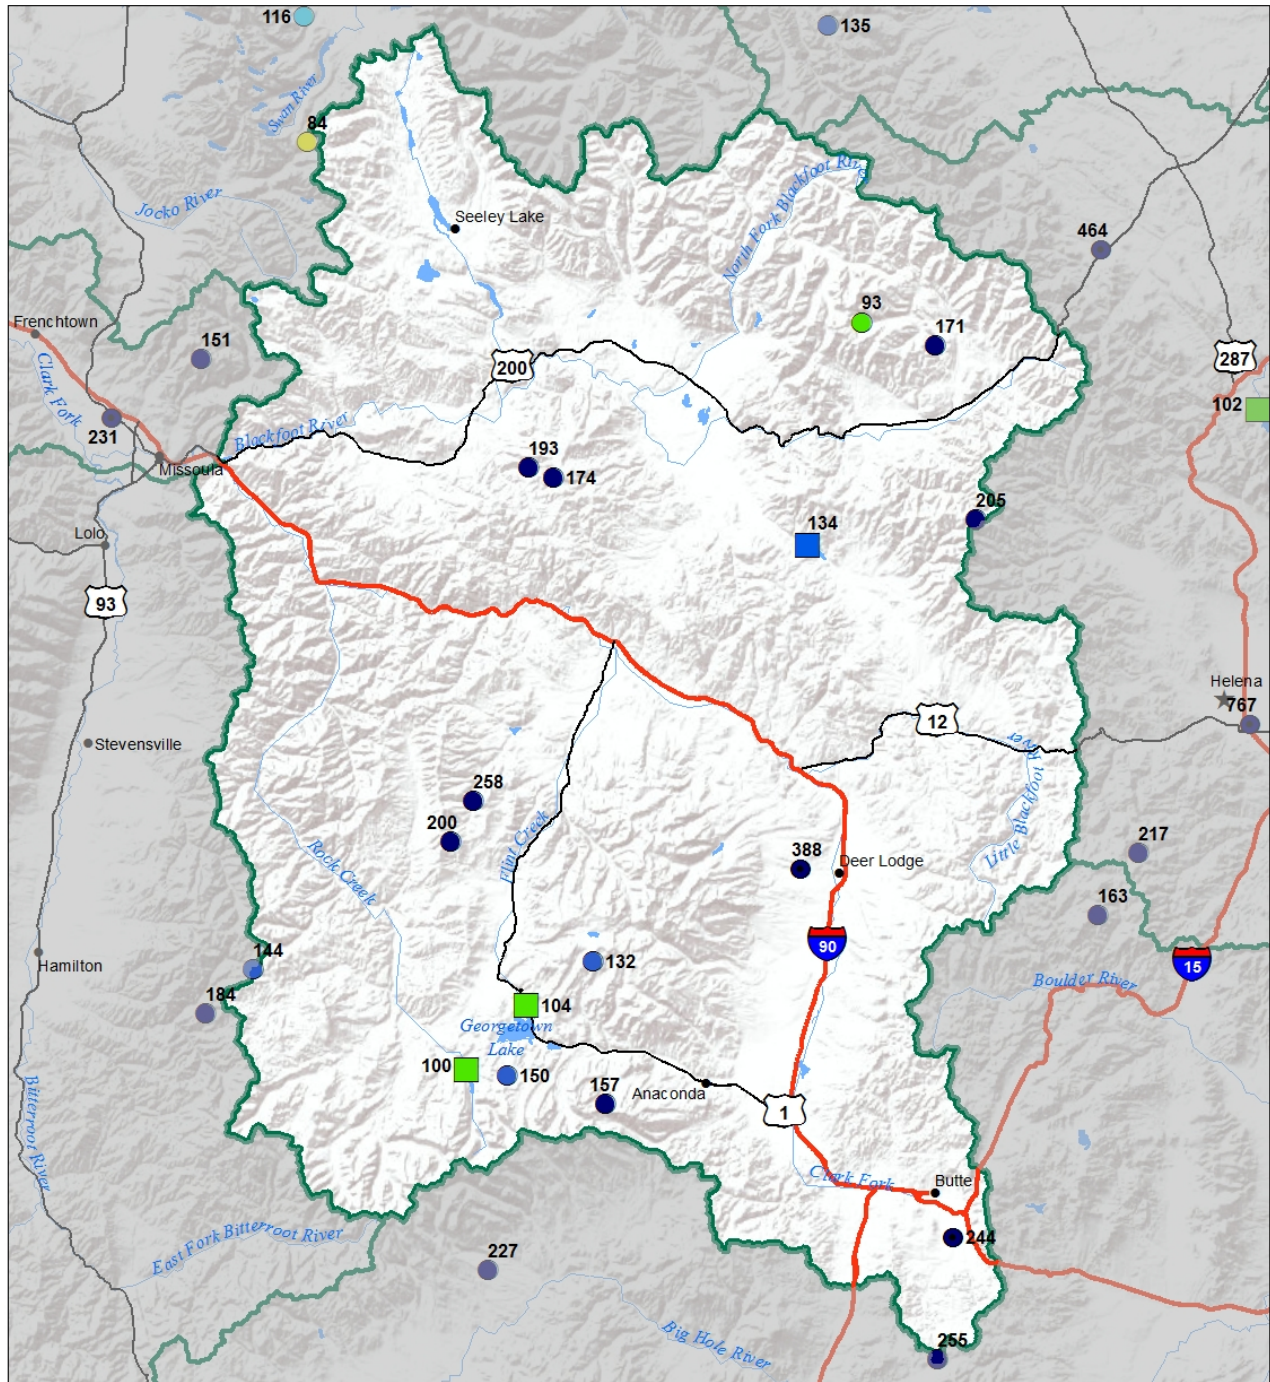 116
135
Swan River
84
Jocko River
Seeley Lake
North Fork Blackfoot River
464
93
171
Frenchtown
151
Clark Fork
287
200
102
231
Blackfoot River
Missoula
193
174
205
134
Lolo
93
Helena
767
12
Stevensville
Little Blackfoot River
258
200
Flint Creek
Rock Creek
388
Deer Lodge
217
163
90
15
144
Hamilton
132
Boulder River
184
104
Georgetown
Lake
100
150
157
Anaconda
1
Bitterroot River
Clark Fork
Butte
244
East Fork Bitterroot River
227
Big Hole River
255